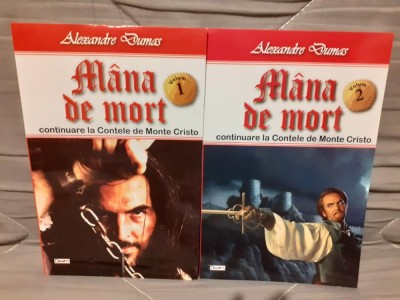 Alexandre Dumas
Mâna
de mort
Volum
1
continuare la Contele de Monte Cristo
Alexandre Dumas
Mâna
de mort
Volum
2
continuare la Contele de Monte Cristo